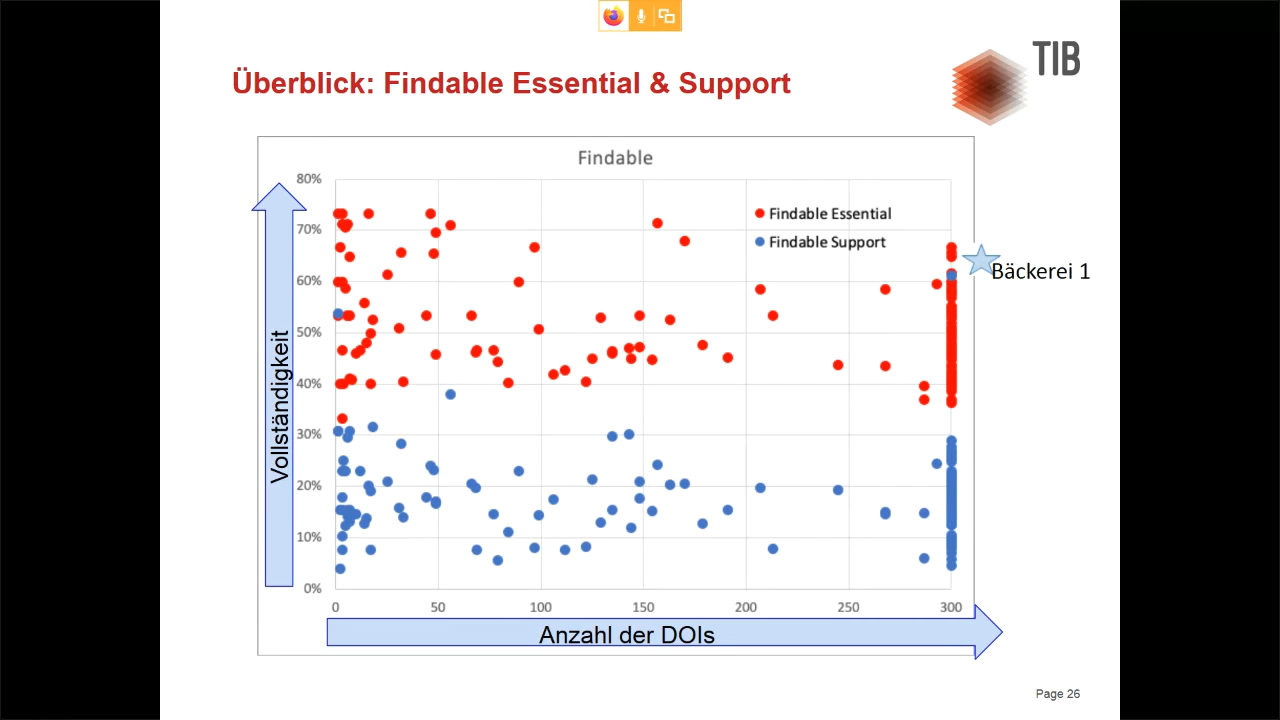 TIB
Überblick: Findable Essential & Support
Findable
80%
70%
60%
50%
40%
30%
20%
10%
0%
Findable Essential
Findable Support
Bäckerei 1
Vollständigkeit
0 50 100 150 200 250 300
Anzahl der DOIs
Page 26